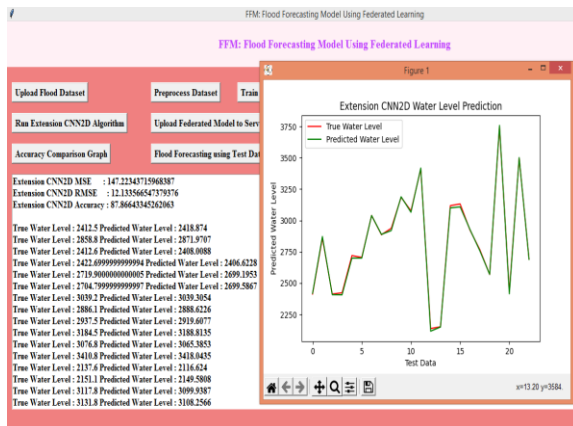 FFM: Flood Forecasting Model Using Federated Learning
FFM: Flood Forecasting Model Using Federated Learning
Upload Flood Dataset
Preprocess Dataset
Train
Run Extension CNN2D Algorithm
Upload Federated Model to Serv
Accuracy Comparison Graph
Flood Forecasting using Test Dat
Extension CNN2D MSE : 147.22343715968387
Extension CNN2D RMSE : 12.133566547379376
Extension CNN2D Accuracy : 87.86643345262063
True Water Level : 2412.5 Predicted Water Level : 2418.874
True Water Level : 2858.8 Predicted Water Level : 2871.9707
True Water Level : 2412.6 Predicted Water Level : 2408.0088
True Water Level : 2422.6999999999994 Predicted Water Level : 2406.6228
True Water Level : 2719.9000000000005 Predicted Water Level : 2699.1953
True Water Level : 2704.7999999999997 Predicted Water Level : 2699.5867
True Water Level : 3039.2 Predicted Water Level : 3039.3054
True Water Level : 2886.1 Predicted Water Level : 2888.6226
True Water Level : 2937.5 Predicted Water Level : 2919.6077
True Water Level : 3184.5 Predicted Water Level : 3188.8135
True Water Level : 3076.8 Predicted Water Level : 3065.3853
True Water Level : 3410.8 Predicted Water Level : 3418.0435
True Water Level : 2137.6 Predicted Water Level : 2116.624
True Water Level : 2151.1 Predicted Water Level : 2149.5808
True Water Level : 3117.8 Predicted Water Level : 3099.9387
True Water Level : 3131.8 Predicted Water Level : 3108.2566
Figure 1
Extension CNN2D Water Level Prediction
True Water Level
Predicted Water Level
Predicted Water Level
3750
3500
3250
3000
2750
2500
2250
0 5 10 15 20
Test Data
x=13.20 y=3584.